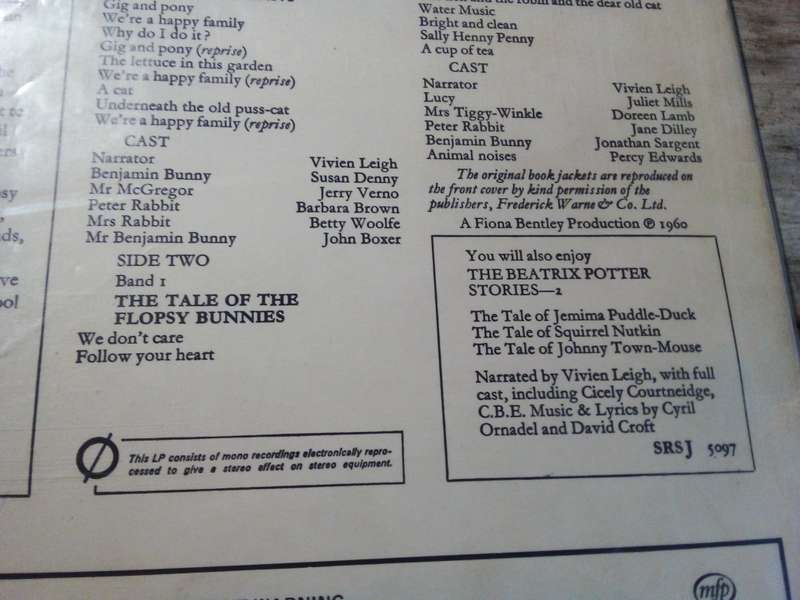 Gig and pony
We're a happy family
Why do I do it?
Gig and pony (reprise)
The lettuce in this garden
We're a happy family (reprise)
A cat
Underneath the old puss-cat
We're a happy family (reprise)
CAST
Narrator Vivien Leigh
Benjamin Bunny Susan Denny
Mr McGregor Jerry Verno
Peter Rabbit Barbara Brown
Mrs Rabbit Betty Woolfe
Mr Benjamin Bunny John Boxer
SIDE TWO
Band 1
THE TALE OF THE
FLOPSY BUNNIES
We don't care
Follow your heart
This LP consists of mono recordings electronically repro-
cessed to give a stereo effect on stereo equipment.
and the robin and the dear old cat
Water Music
Bright and clean
Sally Henny Penny
A cup of tea
CAST
Narrator Vivien Leigh
Lucy Juliet Mills
Mrs Tiggy-Winkle Doreen Lamb
Peter Rabbit Jane Dilley
Benjamin Bunny Jonathan Sargent
Animal noises Percy Edwards
The original book jackets are reproduced on
the front cover by kind permission of the
publishers, Frederick Warne & Co. Ltd.
A Fiona Bentley Production ℗ 1960
You will also enjoy
THE BEATRIX POTTER
STORIES—2
The Tale of Jemima Puddle-Duck
The Tale of Squirrel Nutkin
The Tale of Johnny Town-Mouse
Narrated by Vivien Leigh, with full
cast, including Cicely Courtneidge,
C.B.E. Music & Lyrics by Cyril
Ornadel and David Croft
SRSJ 5097
WARNING
mfp